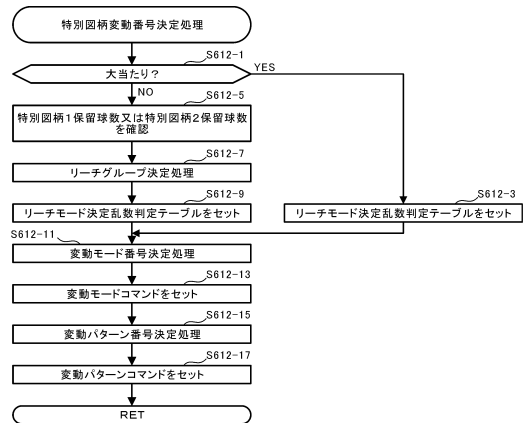 特別図柄変動番号決定処理
S612-1
大当たり?
YES
NO
S612-5
特別図柄1保留球数又は特別図柄2保留球数
を確認
S612-7
リーチグループ決定処理
S612-9
リーチモード決定乱数判定テーブルをセット
S612-3
リーチモード決定乱数判定テーブルをセット
S612-11
変動モード番号決定処理
S612-13
変動モードコマンドをセット
S612-15
変動パターン番号決定処理
S612-17
変動パターンコマンドをセット
RET